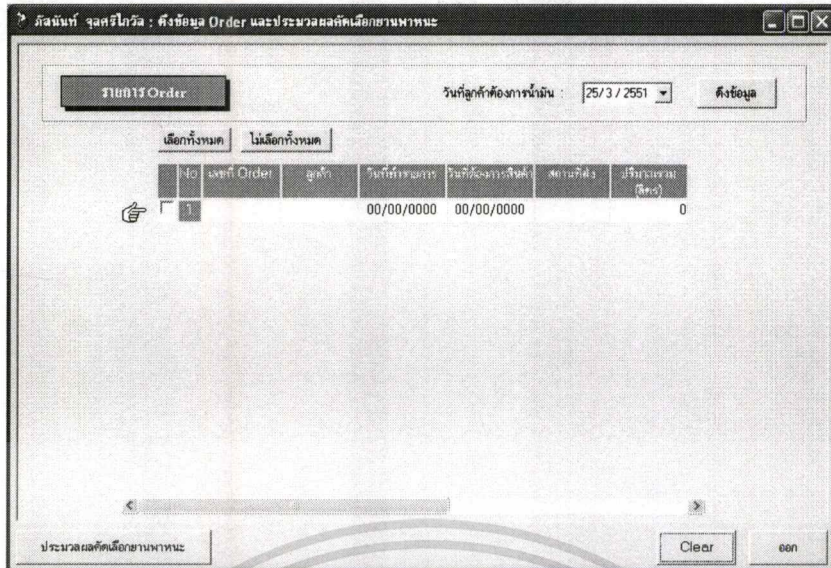 ภัสนันท์ จุลศรีไกวัล : ดึงข้อมูล Order และประมวลผลคัดเลือกยานพาหนะ
รายการ Order
วันที่ลูกค้าต้องการน้ำมัน : 25/ 3 / 2551 ดึงข้อมูล
เลือกทั้งหมด ไม่เลือกทั้งหมด
No เลขที่ Order ลูกค้า วันที่ทำรายการ วันที่ต้องการสินค้า สถานที่ส่ง ปริมาณรวม (ลิตร)
1 00/00/0000 00/00/0000 0
ประมวลผลคัดเลือกยานพาหนะ Clear ออก